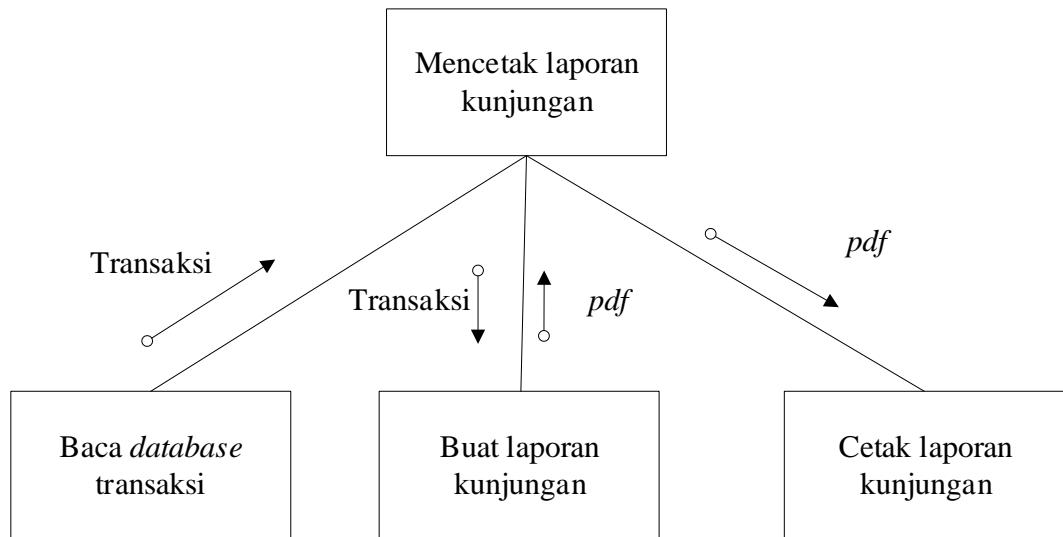 Mencetak laporan
kunjungan
Transaksi
Transaksi
pdf
pdf
Baca database
transaksi
Buat laporan
kunjungan
Cetak laporan
kunjungan